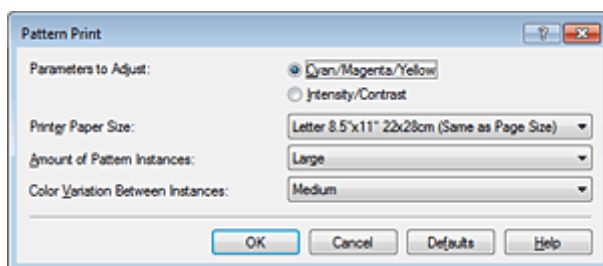 Pattern Print
Parameters to Adjust:
Cyan/Magenta/Yellow
Intensity/Contrast
Printer Paper Size:
Letter 8.5"x11" 22x28cm (Same as Page Size)
Amount of Pattern Instances:
Large
Color Variation Between Instances:
Medium
OK Cancel Defaults Help